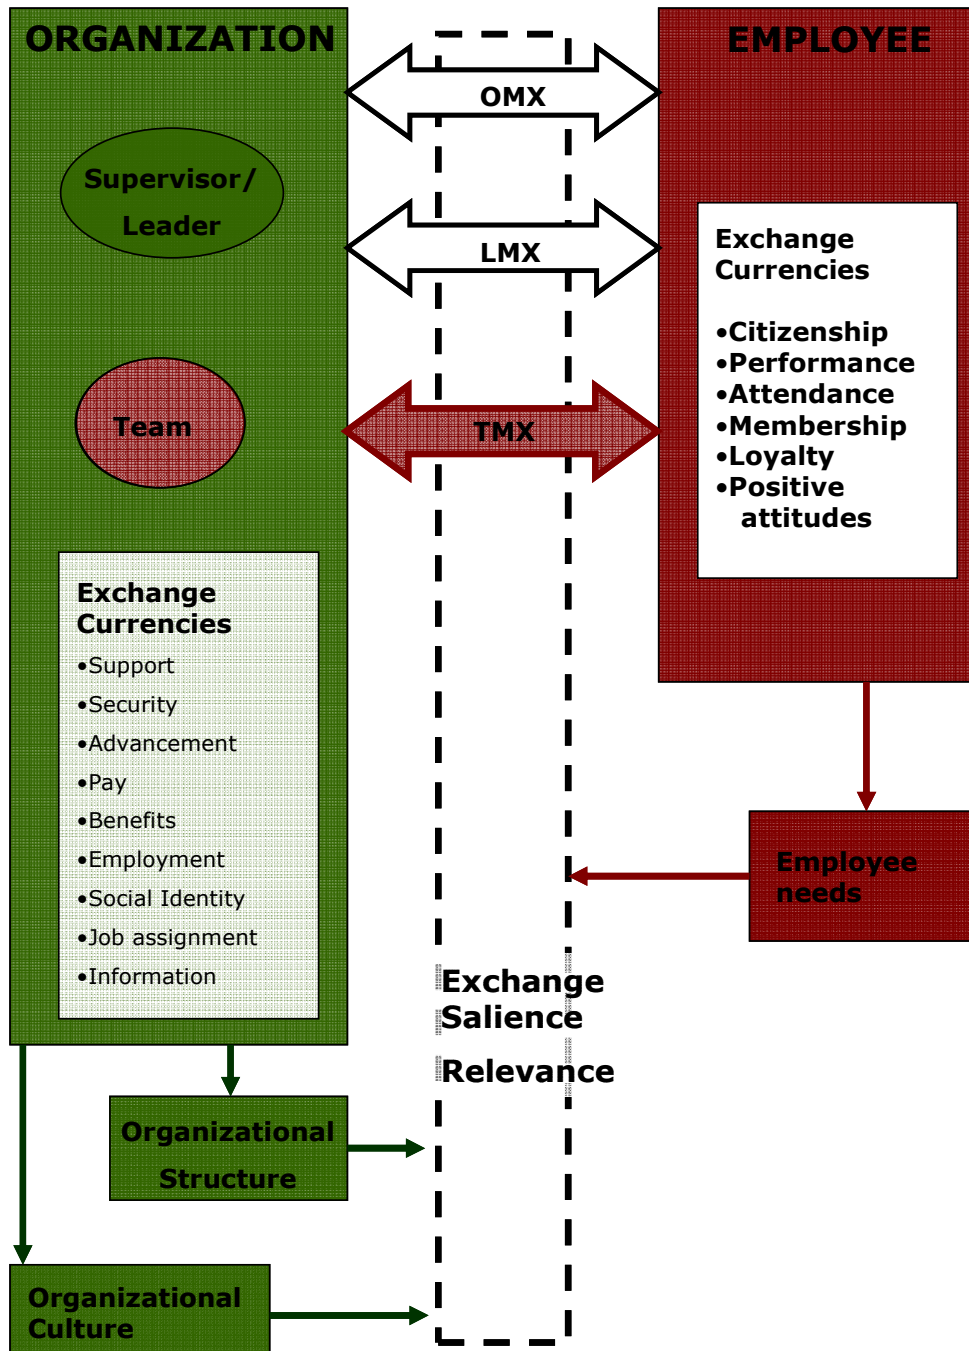 ORGANIZATION
EMPLOYEE
OMX
Supervisor/
Leader
LMX
Team
TMX
Exchange
Currencies
•Citizenship
•Performance
•Attendance
•Membership
•Loyalty
•Positive
attitudes
Exchange
Currencies
•Support
•Security
•Advancement
•Pay
•Benefits
•Employment
•Social Identity
•Job assignment
•Information
Employee
needs
Exchange
Salience
Relevance
Organizational
Structure
Organizational
Culture